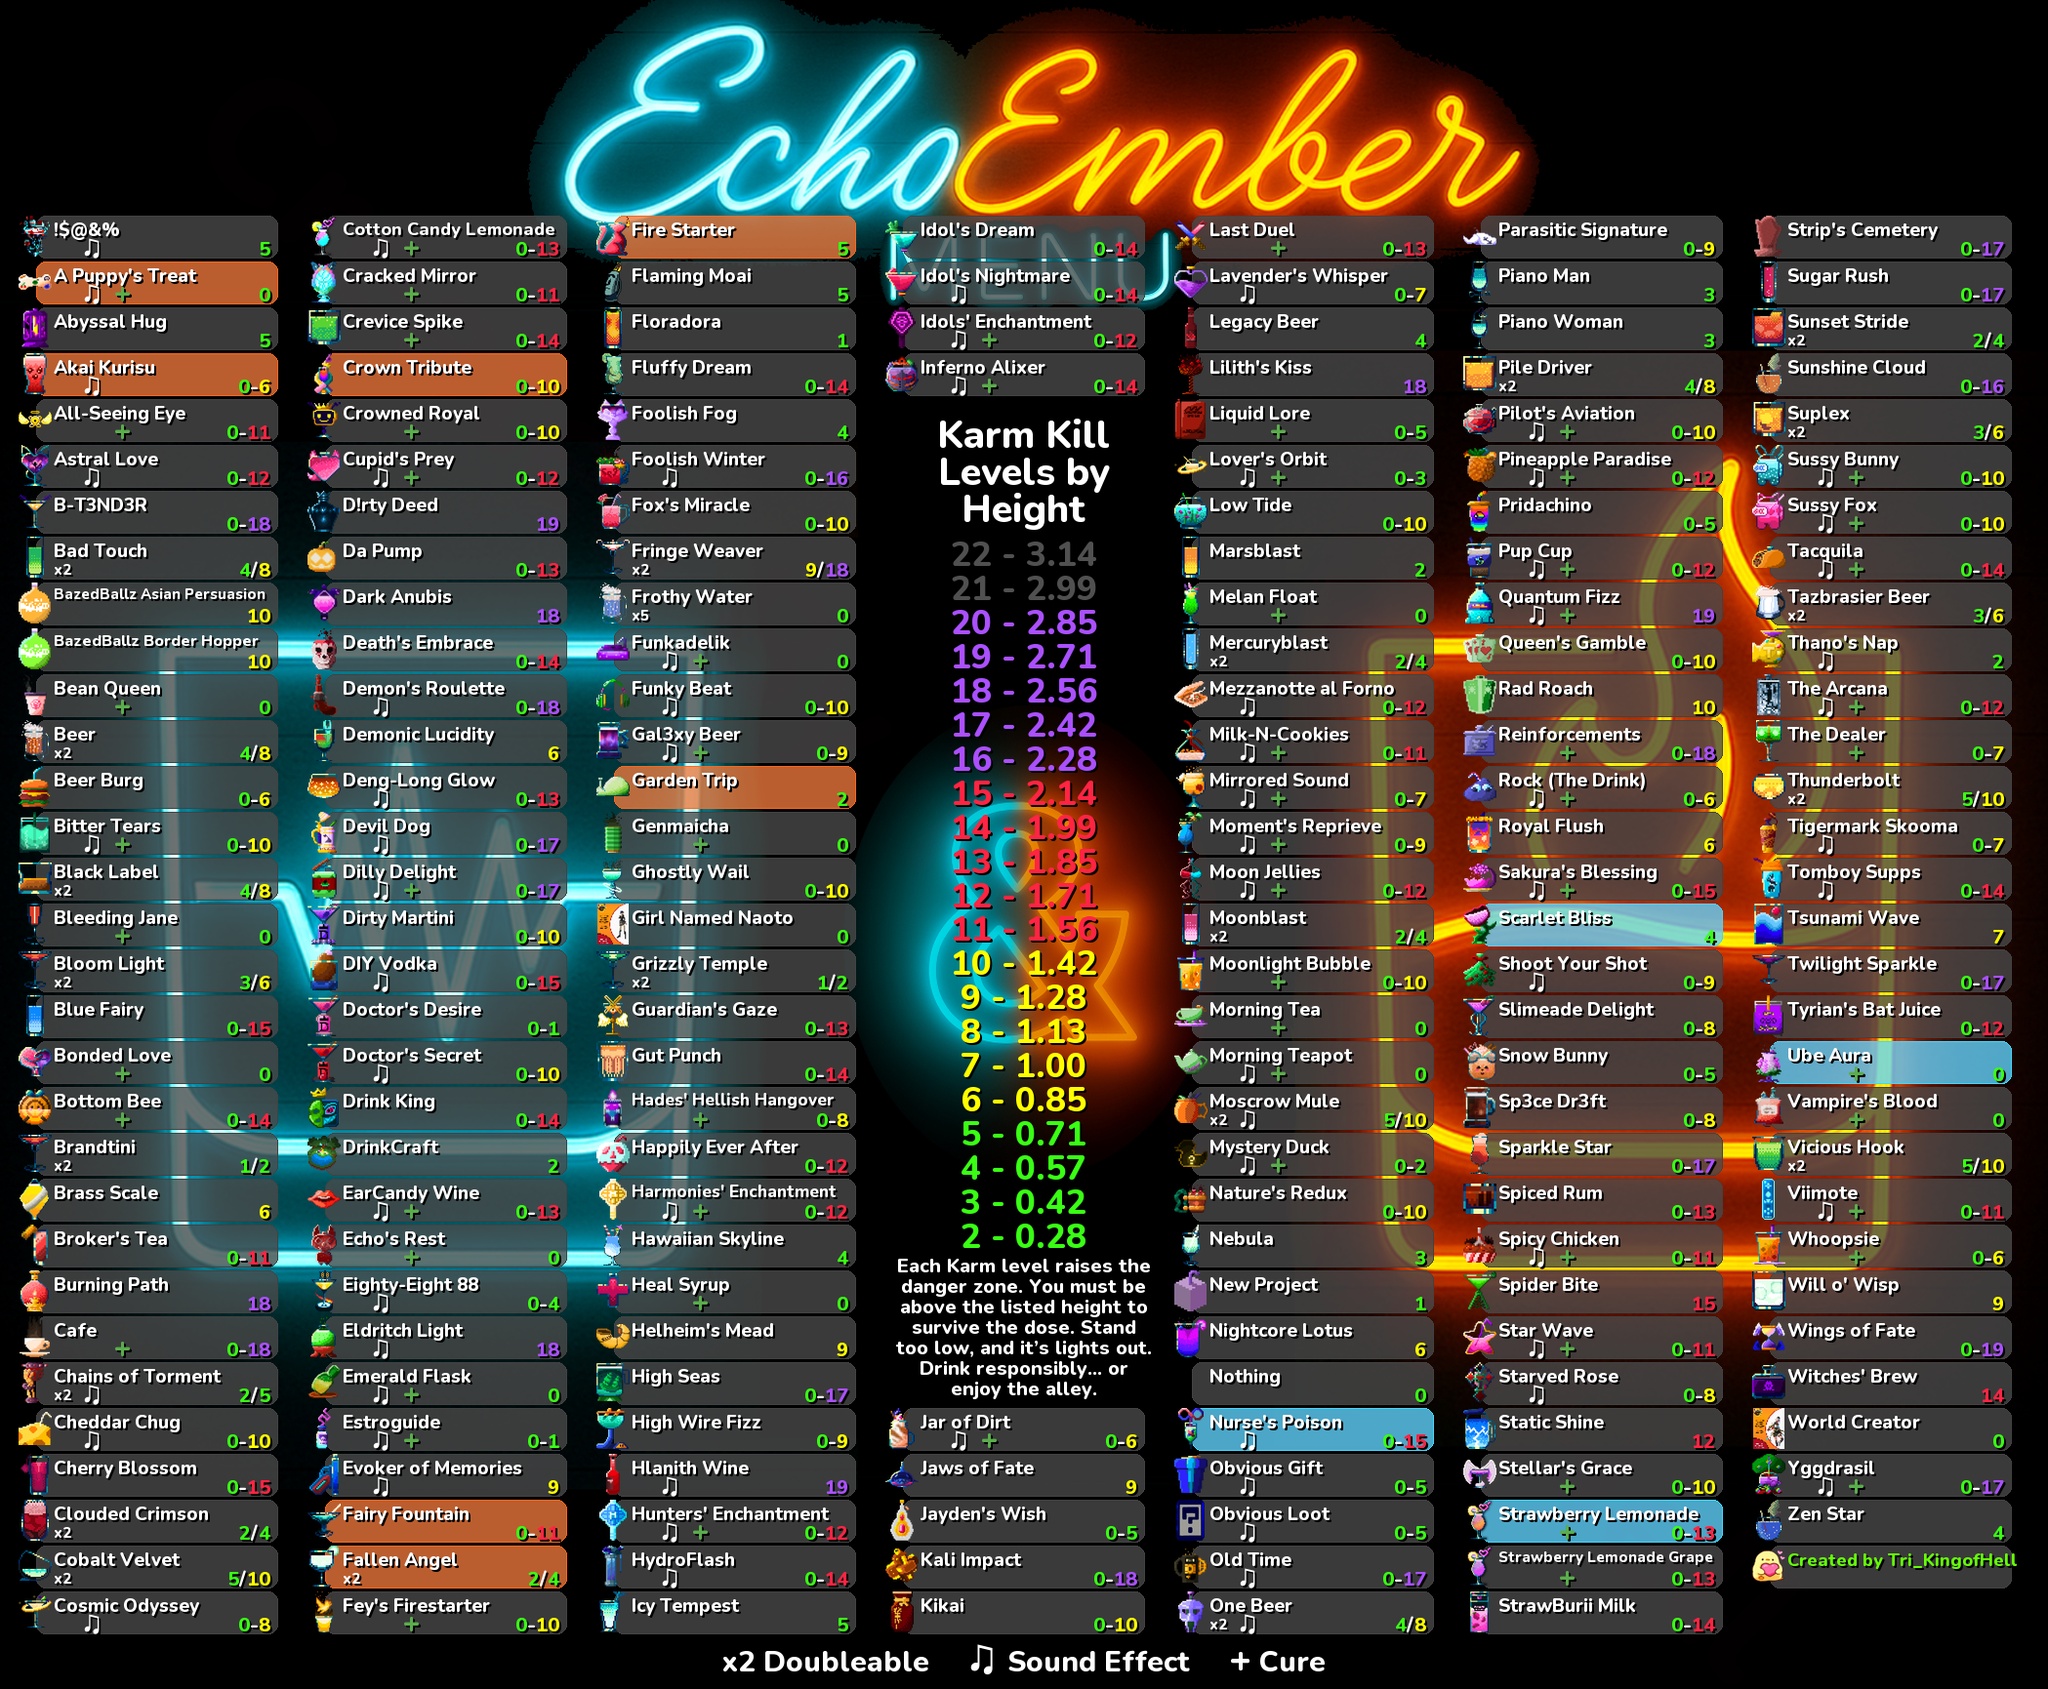 EchoEmber
MENU
!$@&%
♫ 5
A Puppy's Treat
♫ + 0
Abyssal Hug
5
Akai Kurisu
♫ 0-6
All-Seeing Eye
+ 0-11
Astral Love
♫ 0-12
B-T3ND3R
0-18
Bad Touch
x2 4/8
BazedBallz Asian Persuasion
10
BazedBallz Border Hopper
10
Bean Queen
+ 0
Beer
x2 4/8
Beer Burg
0-6
Bitter Tears
♫ + 0-10
Black Label
x2 4/8
Bleeding Jane
+ 0
Bloom Light
x2 3/6
Blue Fairy
0-15
Bonded Love
+ 0
Bottom Bee
+ 0-14
Brandtini
x2 1/2
Brass Scale
6
Broker's Tea
0-11
Burning Path
18
Cafe
+ 0-18
Chains of Torment
x2 ♫ 2/5
Cheddar Chug
♫ 0-10
Cherry Blossom
0-15
Clouded Crimson
x2 2/4
Cobalt Velvet
x2 5/10
Cosmic Odyssey
♫ 0-8
Cotton Candy Lemonade
♫ + 0-13
Cracked Mirror
+ 0-11
Crevice Spike
+ 0-14
Crown Tribute
0-10
Crowned Royal
+ 0-10
Cupid's Prey
♫ + 0-12
D!rty Deed
19
Da Pump
0-13
Dark Anubis
18
Death's Embrace
0-14
Demon's Roulette
♫ 0-18
Demonic Lucidity
6
Deng-Long Glow
♫ 0-13
Devil Dog
♫ 0-17
Dilly Delight
♫ + 0-17
Dirty Martini
0-10
DIY Vodka
♫ 0-15
Doctor's Desire
0-1
Doctor's Secret
♫ 0-10
Drink King
0-14
DrinkCraft
2
EarCandy Wine
♫ + 0-13
Echo's Rest
+ 0
Eighty-Eight 88
♫ 0-4
Eldritch Light
♫ 18
Emerald Flask
♫ + 0
Estroguide
♫ + 0-1
Evoker of Memories
♫ 9
Fairy Fountain
0-11
Fallen Angel
x2 2/4
Fey's Firestarter
+ 0-10
Fire Starter
5
Flaming Moai
5
Floradora
1
Fluffy Dream
0-14
Foolish Fog
4
Foolish Winter
♫ 0-16
Fox's Miracle
0-10
Fringe Weaver
x2 9/18
Frothy Water
x5 0
Funkadelik
♫ + 0
Funky Beat
♫ 0-10
Gal3xy Beer
♫ + 0-9
Garden Trip
2
Genmaicha
+ 0
Ghostly Wail
0-10
Girl Named Naoto
0
Grizzly Temple
x2 1/2
Guardian's Gaze
0-13
Gut Punch
0-14
Hades' Hellish Hangover
+ 0-8
Happily Ever After
0-12
Harmonies' Enchantment
♫ + 0-12
Hawaiian Skyline
4
Heal Syrup
+ 0
Helheim's Mead
9
High Seas
0-17
High Wire Fizz
0-9
Hlanith Wine
19
Hunters' Enchantment
♫ + 0-12
HydroFlash
♫ 0-14
Icy Tempest
5
Idol's Dream
0-14
Idol's Nightmare
♫ 0-14
Idols' Enchantment
♫ + 0-12
Inferno Alixer
♫ + 0-14
Karm Kill
Levels by
Height
22 - 3.14
21 - 2.99
20 - 2.85
19 - 2.71
18 - 2.56
17 - 2.42
16 - 2.28
15 - 2.14
14 - 1.99
13 - 1.85
12 - 1.71
11 - 1.56
10 - 1.42
9 - 1.28
8 - 1.13
7 - 1.00
6 - 0.85
5 - 0.71
4 - 0.57
3 - 0.42
2 - 0.28
Each Karm level raises the
danger zone. You must be
above the listed height to
survive the dose. Stand
too low, and it's lights out.
Drink responsibly... or
enjoy the alley.
Jar of Dirt
♫ + 0-6
Jaws of Fate
9
Jayden's Wish
0-5
Kali Impact
0-18
Kikai
0-10
Last Duel
+ 0-13
Lavender's Whisper
♫ 0-7
Legacy Beer
4
Lilith's Kiss
18
Liquid Lore
+ 0-5
Lover's Orbit
♫ + 0-3
Low Tide
0-10
Marsblast
2
Melan Float
+ 0
Mercuryblast
x2 2/4
Mezzanotte al Forno
♫ 0-12
Milk-N-Cookies
♫ + 0-11
Mirrored Sound
♫ + 0-7
Moment's Reprieve
♫ + 0-9
Moon Jellies
♫ + 0-12
Moonblast
x2 2/4
Moonlight Bubble
+ 0-10
Morning Tea
+ 0
Morning Teapot
♫ + 0
Moscrow Mule
x2 ♫ 5/10
Mystery Duck
♫ + 0-2
Nature's Redux
0-10
Nebula
3
New Project
1
Nightcore Lotus
6
Nothing
0
Nurse's Poison
♫ 0-15
Obvious Gift
♫ 0-5
Obvious Loot
♫ 0-5
Old Time
♫ 0-17
One Beer
x2 ♫ 4/8
Parasitic Signature
0-9
Piano Man
3
Piano Woman
3
Pile Driver
x2 4/8
Pilot's Aviation
♫ + 0-10
Pineapple Paradise
♫ + 0-12
Pridachino
0-5
Pup Cup
♫ + 0-12
Quantum Fizz
♫ + 19
Queen's Gamble
0-10
Rad Roach
10
Reinforcements
+ 0-18
Rock (The Drink)
♫ + 0-6
Royal Flush
6
Sakura's Blessing
♫ + 0-15
Scarlet Bliss
4
Shoot Your Shot
♫ 0-9
Slimeade Delight
0-8
Snow Bunny
0-5
Sp3ce Dr3ft
0-8
Sparkle Star
0-17
Spiced Rum
0-13
Spicy Chicken
♫ + 0-11
Spider Bite
15
Star Wave
♫ + 0-11
Starved Rose
♫ 0-8
Static Shine
12
Stellar's Grace
+ 0-10
Strawberry Lemonade
+ 0-13
Strawberry Lemonade Grape
+ 0-13
StrawBurii Milk
0-14
Strip's Cemetery
0-17
Sugar Rush
0-17
Sunset Stride
x2 2/4
Sunshine Cloud
0-16
Suplex
x2 3/6
Sussy Bunny
♫ + 0-10
Sussy Fox
♫ + 0-10
Tacquila
♫ + 0-14
Tazbrasier Beer
x2 3/6
Thano's Nap
♫ 2
The Arcana
♫ + 0-12
The Dealer
+ 0-7
Thunderbolt
x2 5/10
Tigermark Skooma
♫ 0-7
Tomboy Supps
♫ 0-14
Tsunami Wave
7
Twilight Sparkle
0-17
Tyrian's Bat Juice
0-12
Ube Aura
+ 0
Vampire's Blood
+ 0
Vicious Hook
x2 5/10
Viimote
♫ + 0-11
Whoopsie
+ 0-6
Will o' Wisp
9
Wings of Fate
0-19
Witches' Brew
14
World Creator
0
Yggdrasil
♫ + 0-17
Zen Star
4
Created by Tri_KingofHell
x2 Doubleable ♫ Sound Effect + Cure